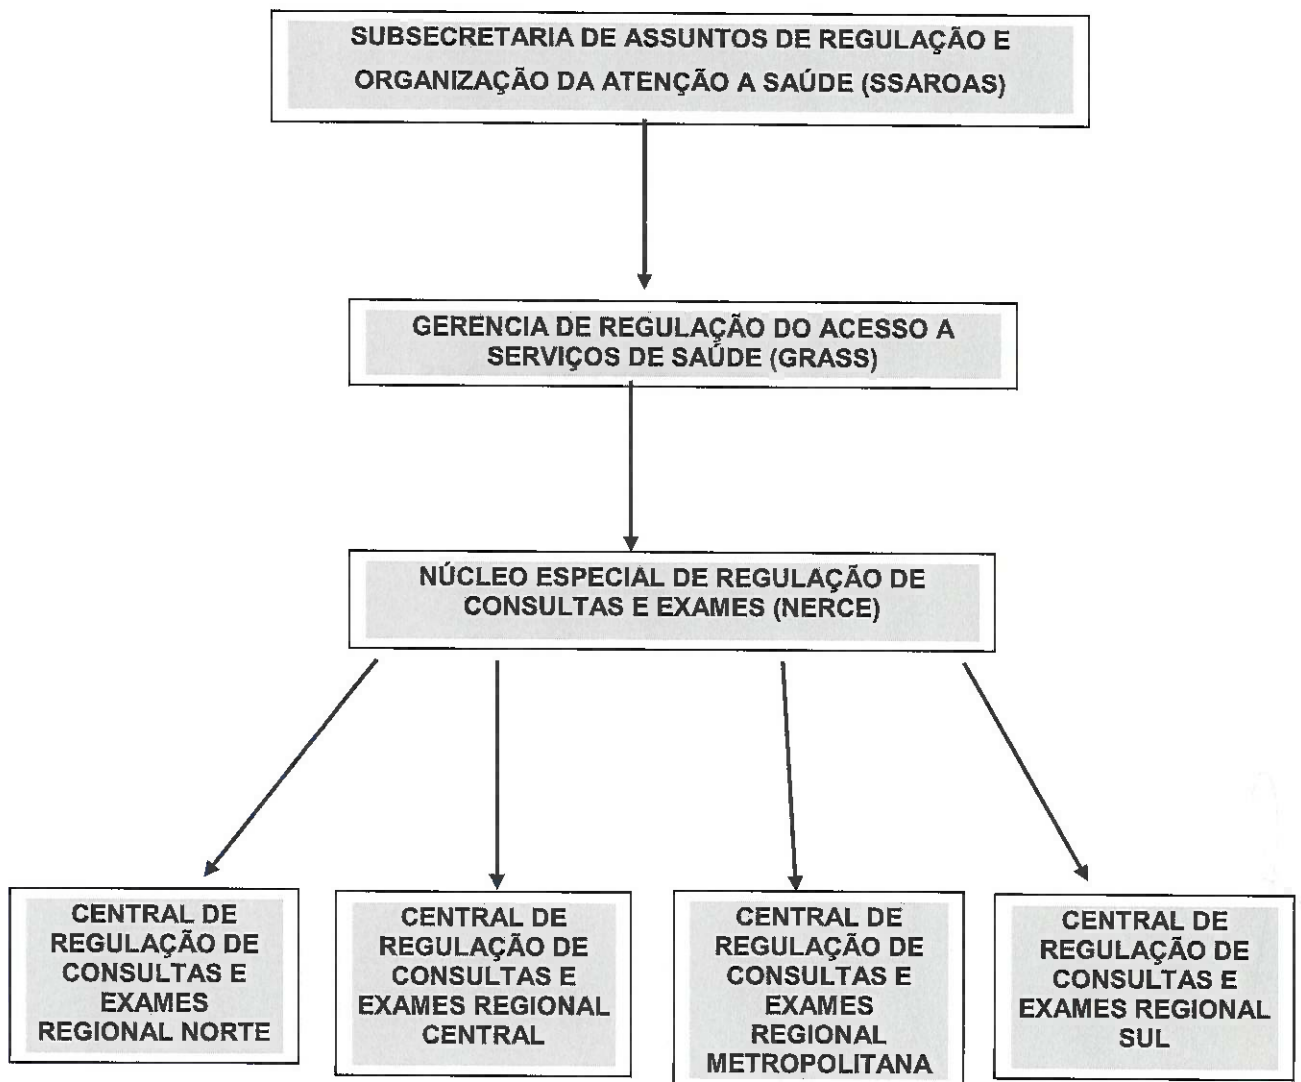 SUBSECRETARIA DE ASSUNTOS DE REGULAÇÃO E
ORGANIZAÇÃO DA ATENÇÃO A SAÚDE (SSAROAS)
GERENCIA DE REGULAÇÃO DO ACESSO A
SERVIÇOS DE SAÚDE (GRASS)
NÚCLEO ESPECIAL DE REGULAÇÃO DE
CONSULTAS E EXAMES (NERCE)
CENTRAL DE
REGULAÇÃO DE
CONSULTAS E
EXAMES
REGIONAL NORTE
CENTRAL DE
REGULAÇÃO DE
CONSULTAS E
EXAMES REGIONAL
CENTRAL
CENTRAL DE
REGULAÇÃO DE
CONSULTAS E
EXAMES
REGIONAL
METROPOLITANA
CENTRAL DE
REGULAÇÃO DE
CONSULTAS E
EXAMES REGIONAL
SUL